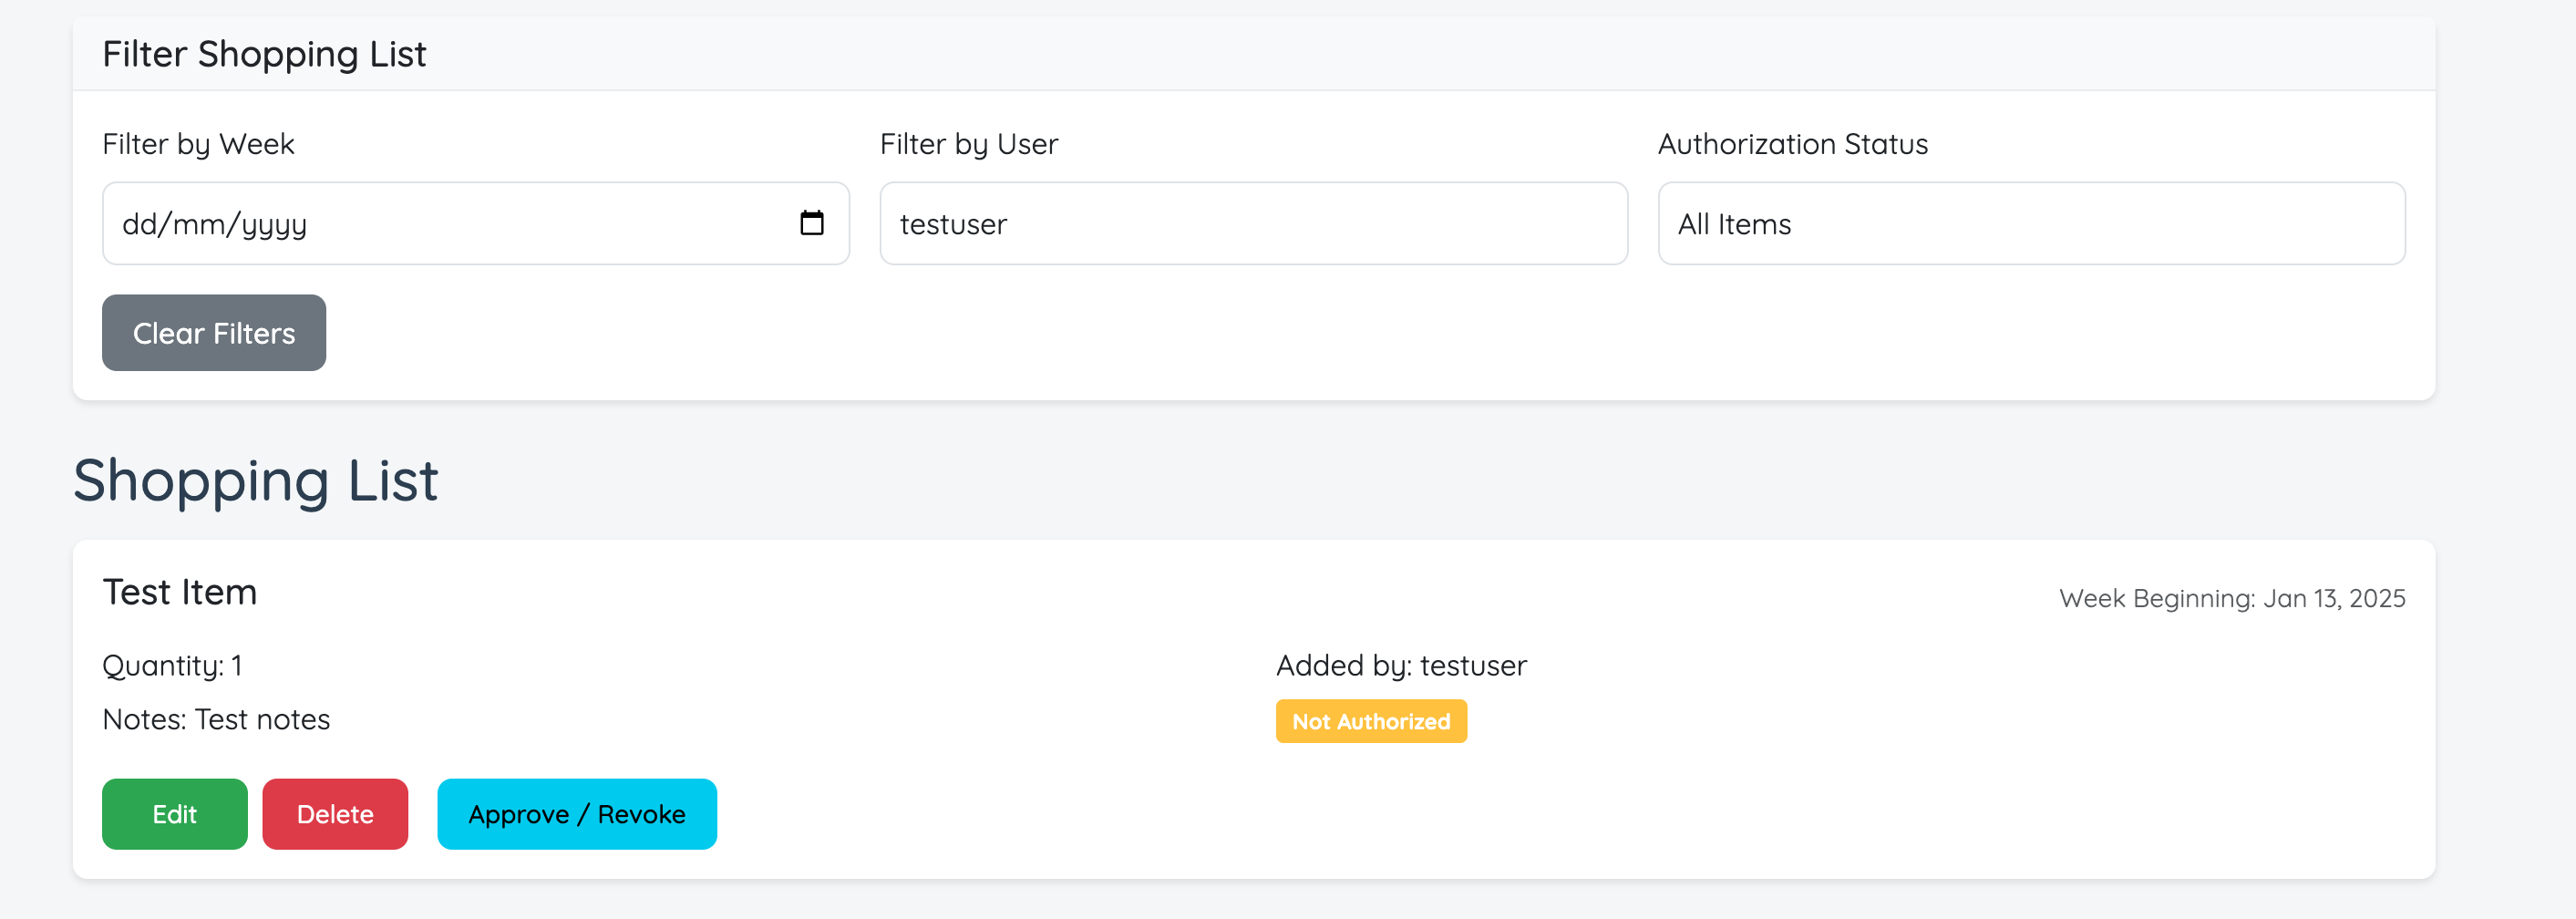 Filter Shopping List
Filter by Week
Filter by User
Authorization Status
dd/mm/yyyy
testuser
All Items
Clear Filters
Shopping List
Test Item
Week Beginning: Jan 13, 2025
Quantity: 1
Added by: testuser
Notes: Test notes
Not Authorized
Edit
Delete
Approve / Revoke